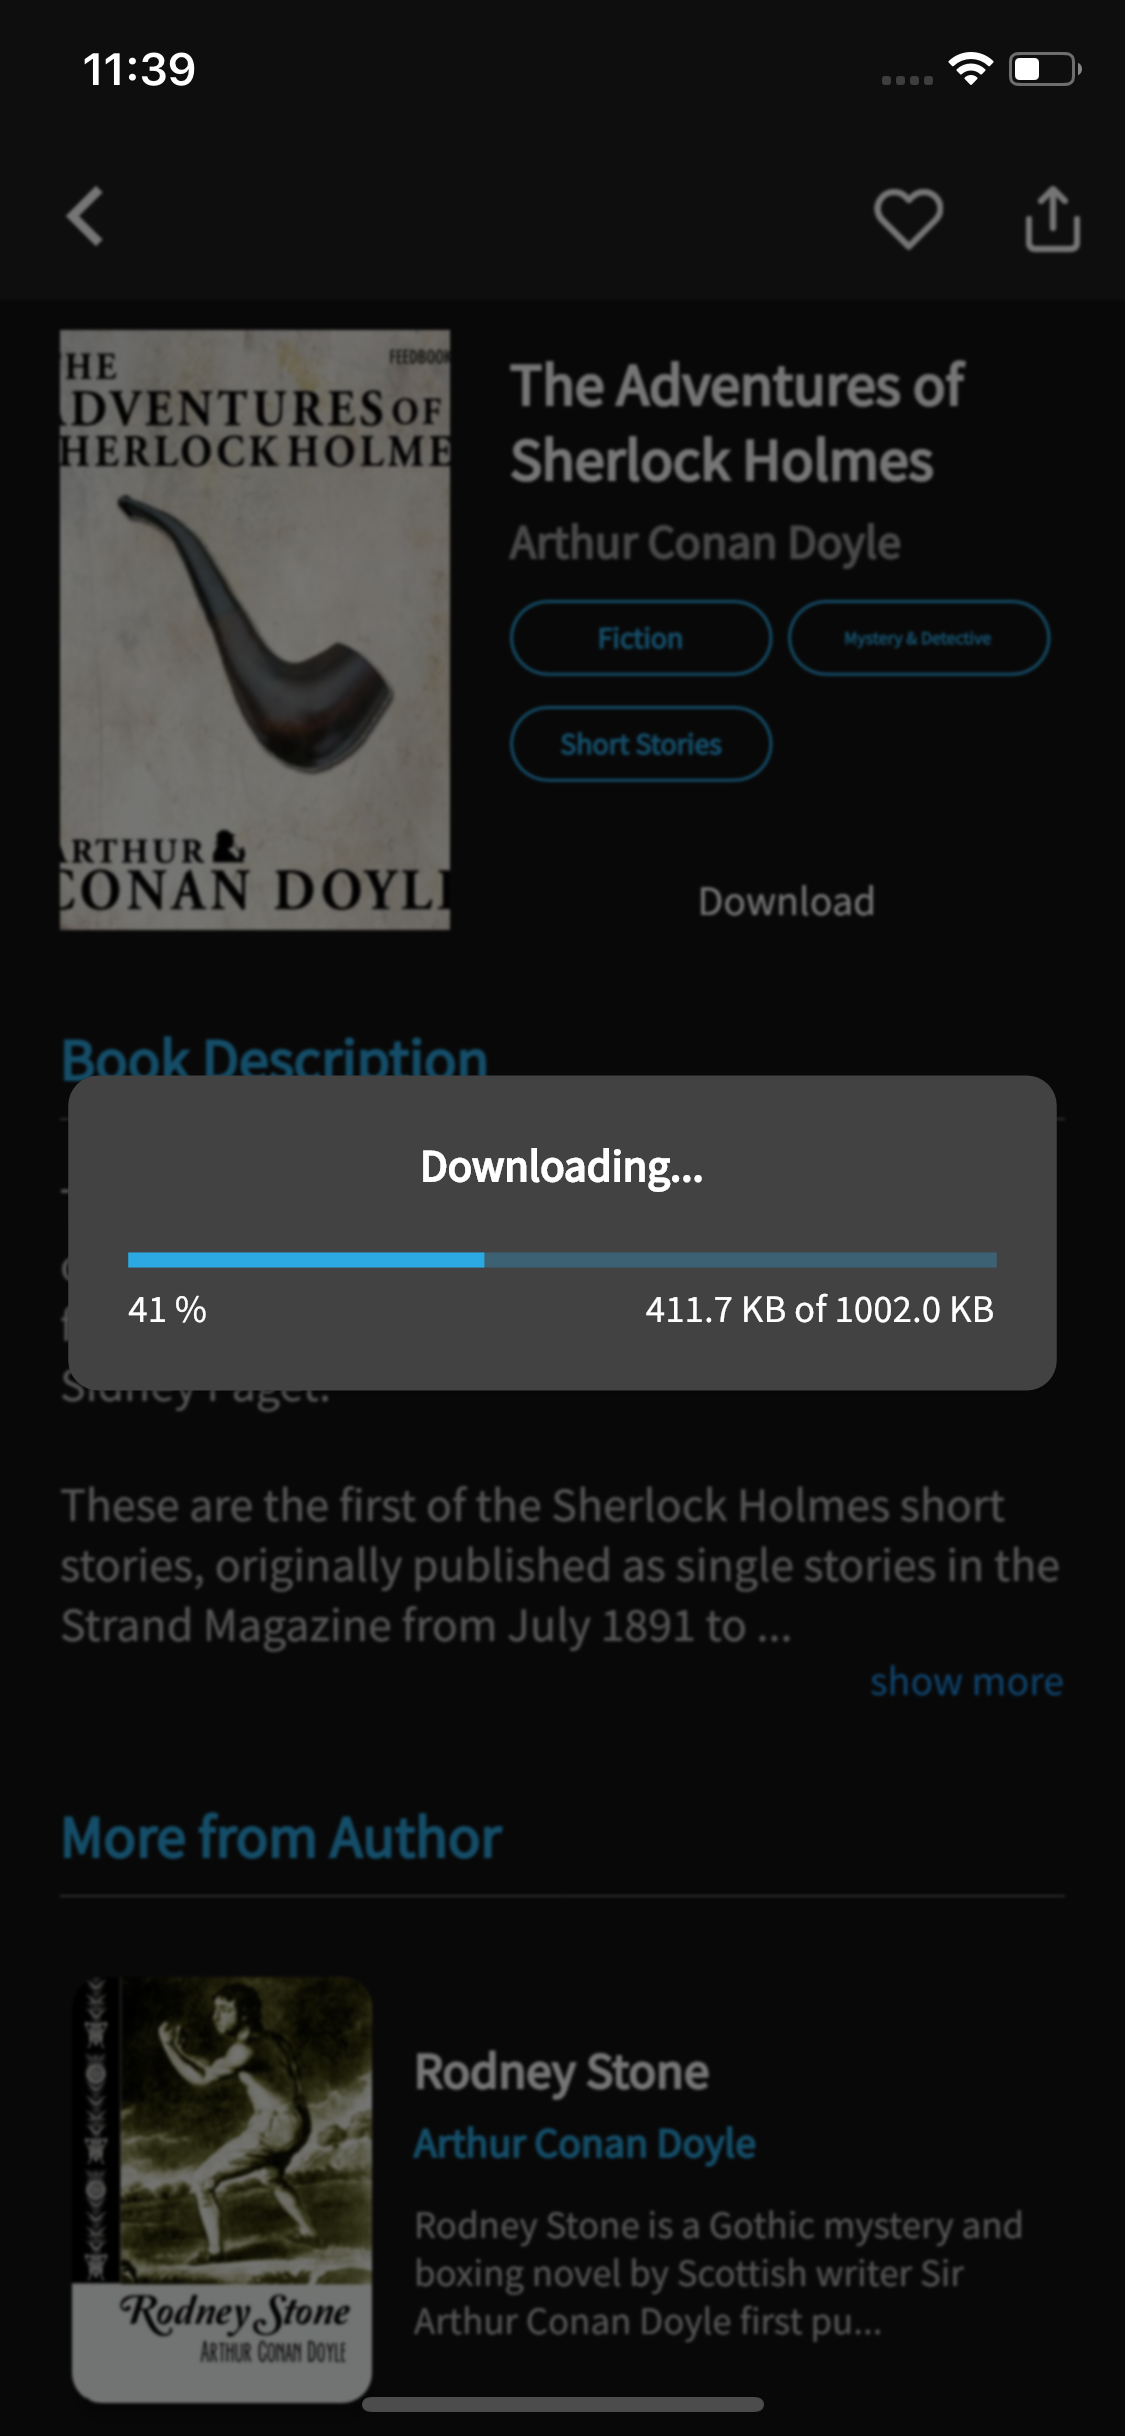 11:39
HE
DVENTURES OF
HERLOCK HOLME
FEEDBOOK
ARTHUR
CONAN DOYL
The Adventures of
Sherlock Holmes
Arthur Conan Doyle
Fiction
Mystery & Detective
Short Stories
Download
Book Description
Downloading...
41 %
411.7 KB of 1002.0 KB
Sidney Paget.
These are the first of the Sherlock Holmes short
stories, originally published as single stories in the
Strand Magazine from July 1891 to ...
show more
More from Author
Rodney Stone
ARTHUR CONAN DOYLE
Rodney Stone
Arthur Conan Doyle
Rodney Stone is a Gothic mystery and
boxing novel by Scottish writer Sir
Arthur Conan Doyle first pu...